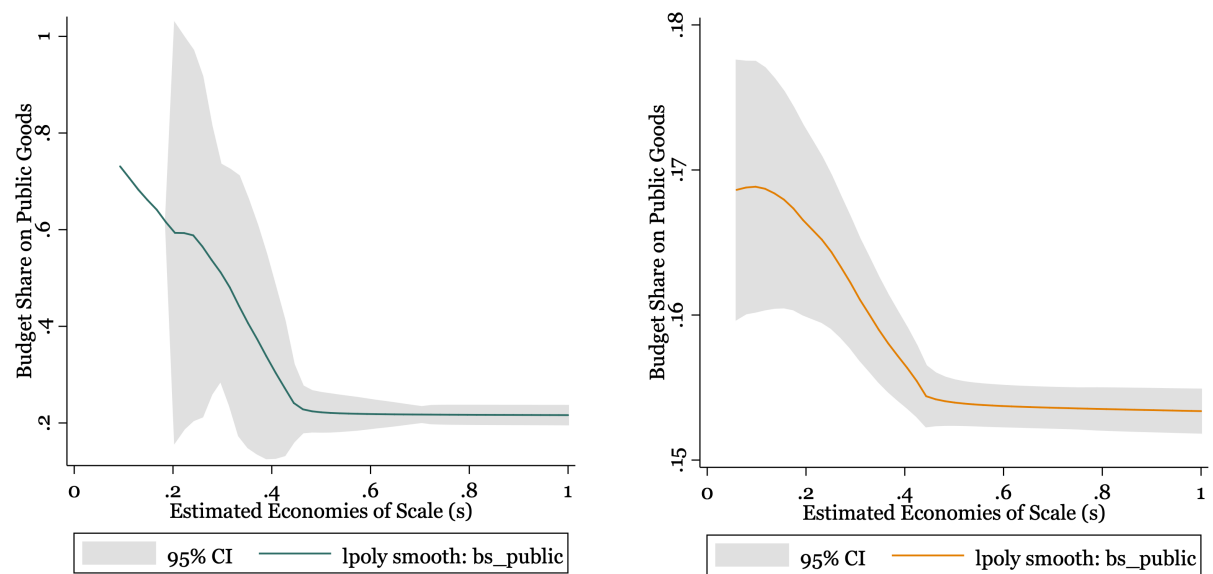 Budget Share on Public Goods
1
.8
.6
.4
.2
0 .2 .4 .6 .8 1
Estimated Economies of Scale (s)
95% CI lpoly smooth: bs_public
Budget Share on Public Goods
.18
.17
.16
.15
0 .2 .4 .6 .8 1
Estimated Economies of Scale (s)
95% CI lpoly smooth: bs_public